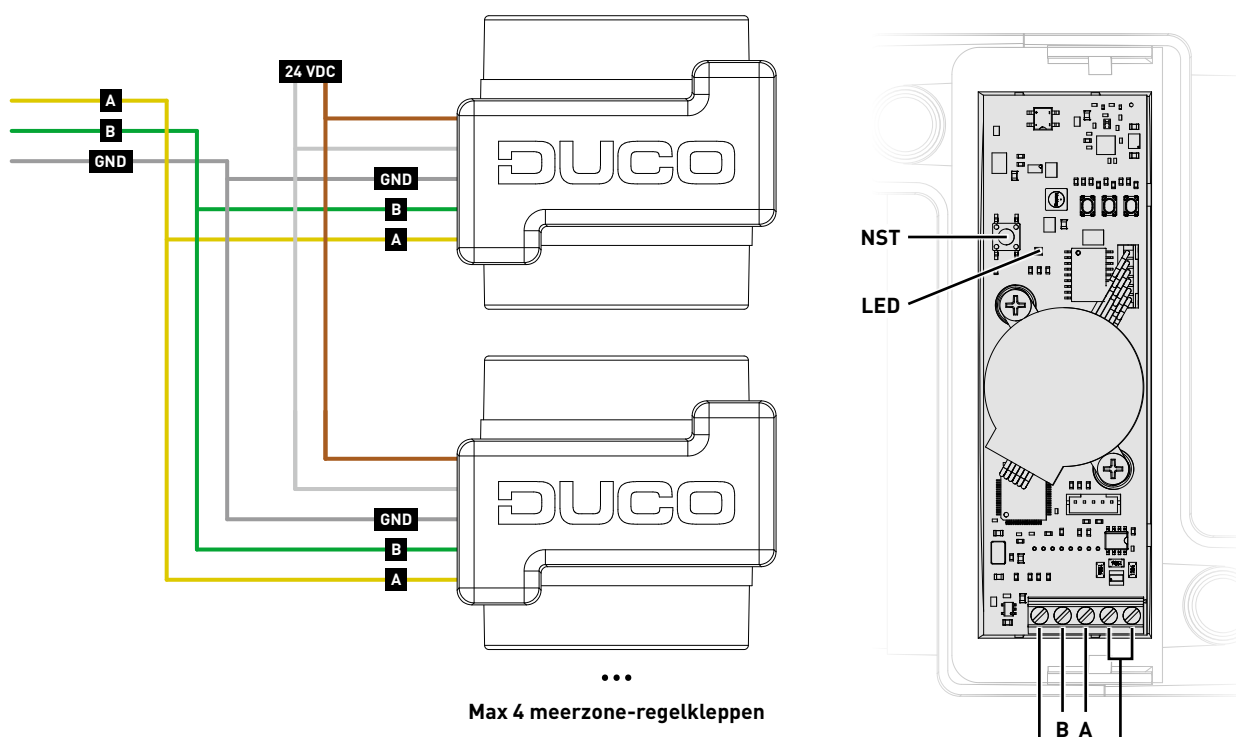 24 VDC
A
B
GND
DUCO
GND
B
A
DUCO
GND
B
A
...
Max 4 meerzone-regelkleppen
NST
LED
B A